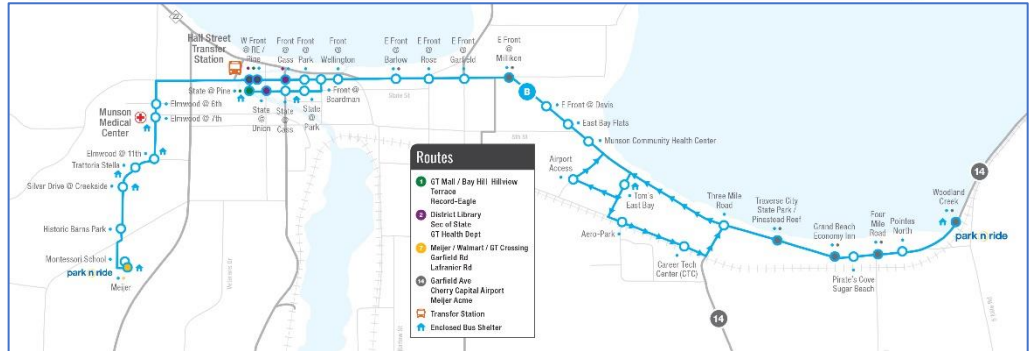 Hall Street
Transfer
Station
W Front
@ RE /
Pine
Front
@
Cass
Front
@
Park
Front
@
Wellington
E Front
@
Barlow
E Front
@
Rose
E Front
@
Garfield
E Front
@
Milliken
State @ Pine
State
@
Union
State
@
Cass
State
@
Park
Front @
Boardman
State St
Munson
Medical
Center
Elmwood @ 6th
Elmwood @ 7th
Elmwood @ 11th
Trattoria Stella
Silver Drive @ Creekside
Historic Barns Park
Montessori School
park n ride
Meijer
B
E Front @ Davis
East Bay Flats
Munson Community Health Center
Airport
Access
Tom's
East Bay
Aero-Park
Career Tech
Center (CTC)
Three Mile
Road
Traverse City
State Park /
Pinestead Reef
Grand Beach
Economy Inn
Pirate's Cove
Sugar Beach
Four
Mile
Road
Pointes
North
Woodland
Creek
park n ride
14
14
Routes
1 GT Mall / Bay Hill Hillview
Terrace
Record-Eagle
2 District Library
Sec of State
GT Health Dept
7 Meijer / Walmart / GT Crossing
Garfield Rd
Lafranier Rd
14 Garfield Ave
Cherry Capital Airport
Meijer Acme
Transfer Station
Enclosed Bus Shelter